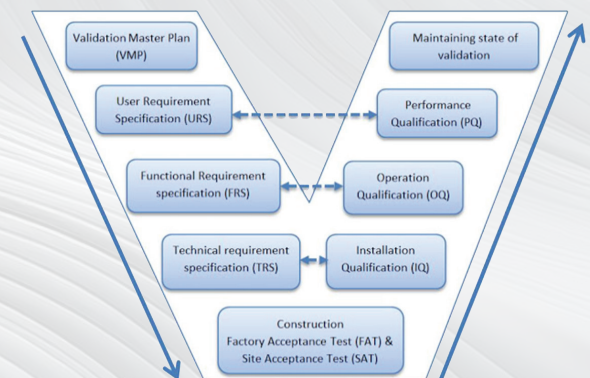 Validation Master Plan
(VMP)
Maintaining state of
validation
User Requirement
Specification (URS)
Performance
Qualification (PQ)
Functional Requirement
specification (FRS)
Operation
Qualification (OQ)
Technical requirement
specification (TRS)
Installation
Qualification (IQ)
Construction
Factory Acceptance Test (FAT) &
Site Acceptance Test (SAT)